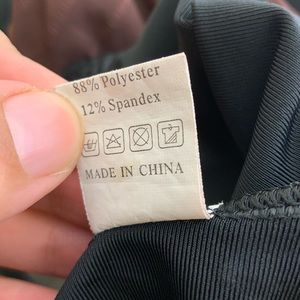 88% Polyester
12% Spandex
MADE IN CHINA